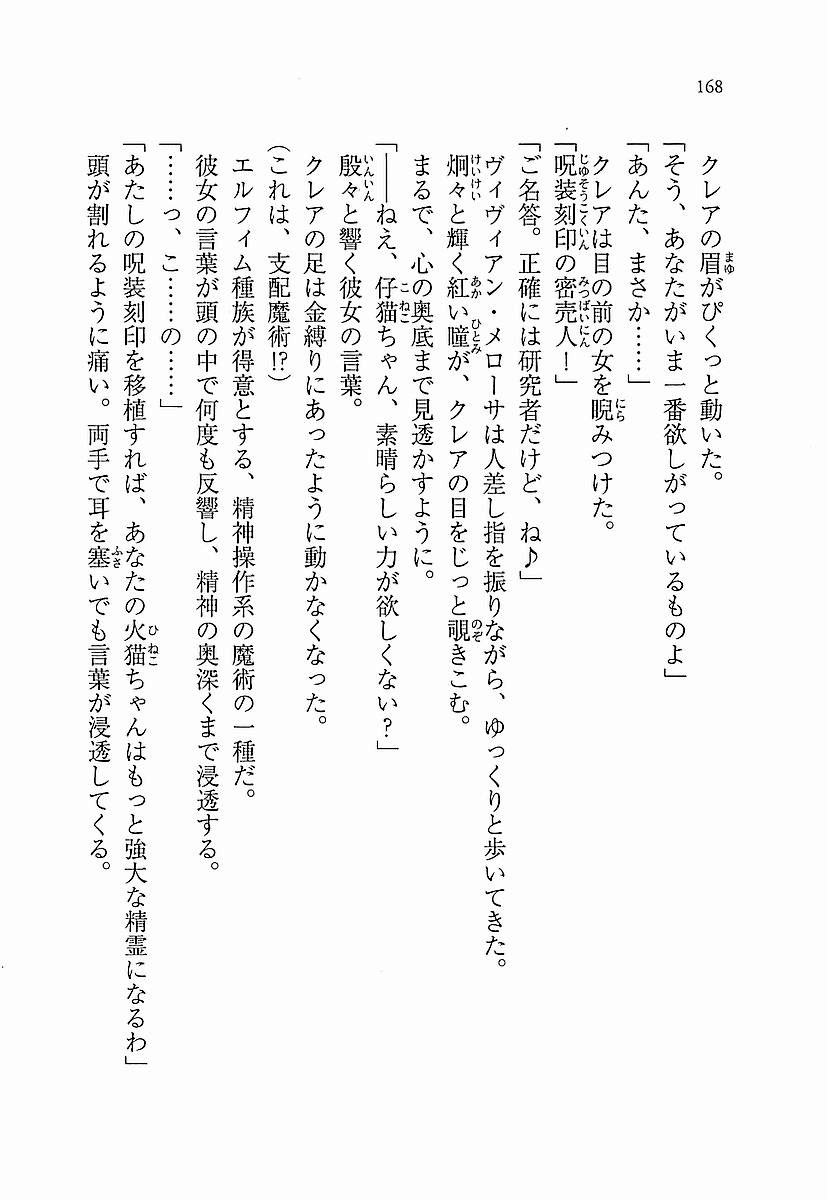 168
クレアの眉がぴくっと動いた。
「そう、あなたがいま一番欲しがっているものよ」
「あんた、まさか……」
クレアは目の前の女を睨みつけた。
「呪装刻印の密売人！」
「ご名答。正確には研究者だけど、ね♪」
ヴィヴィアン・メローサは人差し指を振りながら、ゆっくりと歩いてきた。
炯々と輝く紅い瞳が、クレアの目をじっと覗きこむ。
まるで、心の奥底まで見透かすように。
「――ねえ、仔猫ちゃん、素晴らしい力が欲しくない？」
殷々と響く彼女の言葉。
クレアの足は金縛りにあったように動かなくなった。
（これは、支配魔術!?）
エルフィム種族が得意とする、精神操作系の魔術の一種だ。
彼女の言葉が頭の中で何度も反響し、精神の奥深くまで浸透する。
「……っ、こ……の……」
「あたしの呪装刻印を移植すれば、あなたの火猫ちゃんはもっと強大な精霊になるわ」
頭が割れるように痛い。両手で耳を塞いでも言葉が浸透してくる。